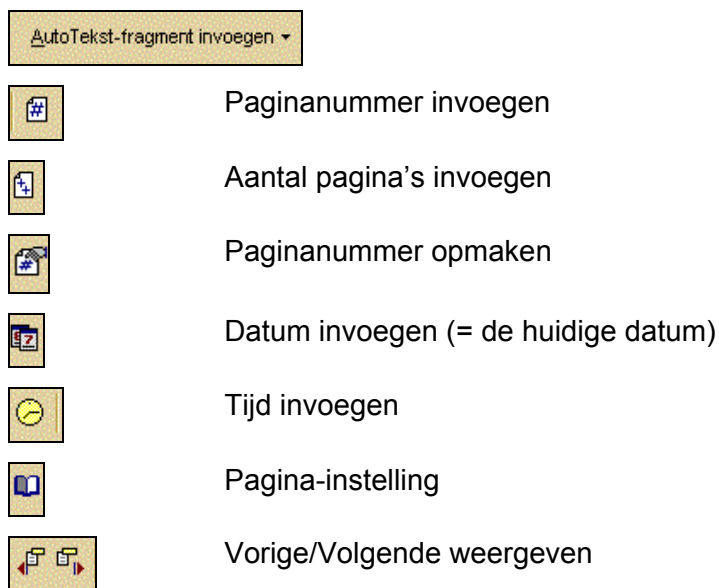 AutoTekst-fragment invoegen
Paginanummer invoegen
Aantal pagina’s invoegen
Paginanummer opmaken
Datum invoegen (= de huidige datum)
Tijd invoegen
Pagina-instelling
Vorige/Volgende weergeven